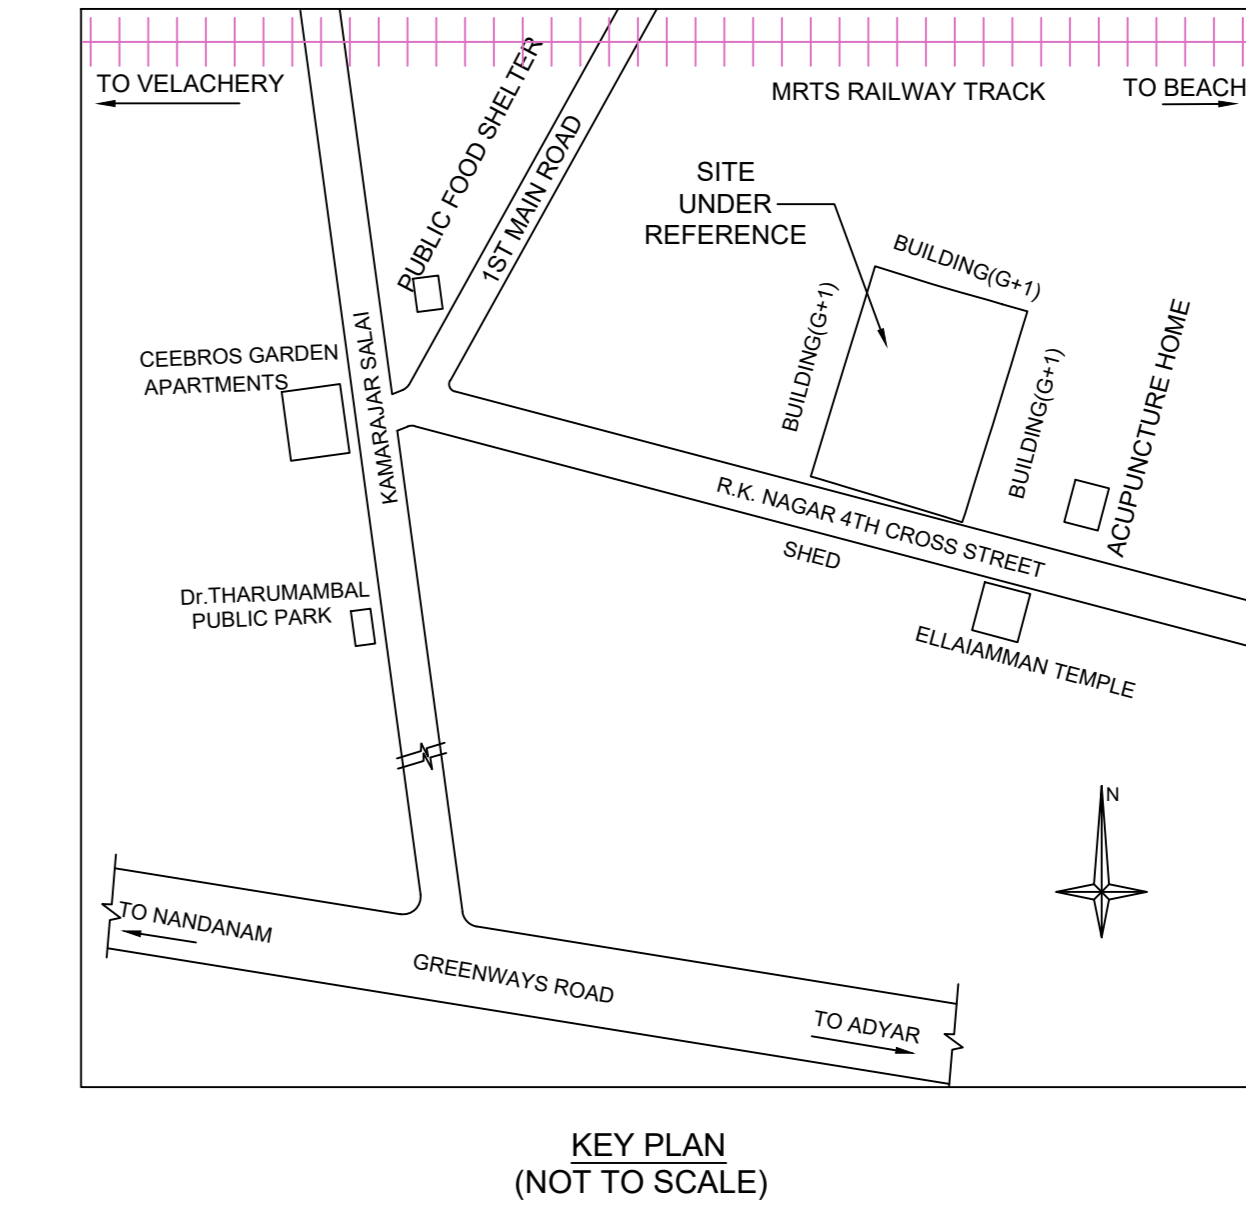 TO VELACHERY
MRTS RAILWAY TRACK
TO BEACH
PUBLIC FOOD SHELTER
1ST MAIN ROAD
SITE
UNDER
REFERENCE
BUILDING(G+1)
BUILDING(G+1)
BUILDING(G+1)
ACUPUNCTURE HOME
CEEBROS GARDEN
APARTMENTS
KAMARAJAR SALAI
R.K. NAGAR 4TH CROSS STREET
SHED
Dr.THARUMAMBAL
PUBLIC PARK
ELLAIAMMAN TEMPLE
N
TO NANDANAM
GREENWAYS ROAD
TO ADYAR
KEY PLAN
(NOT TO SCALE)